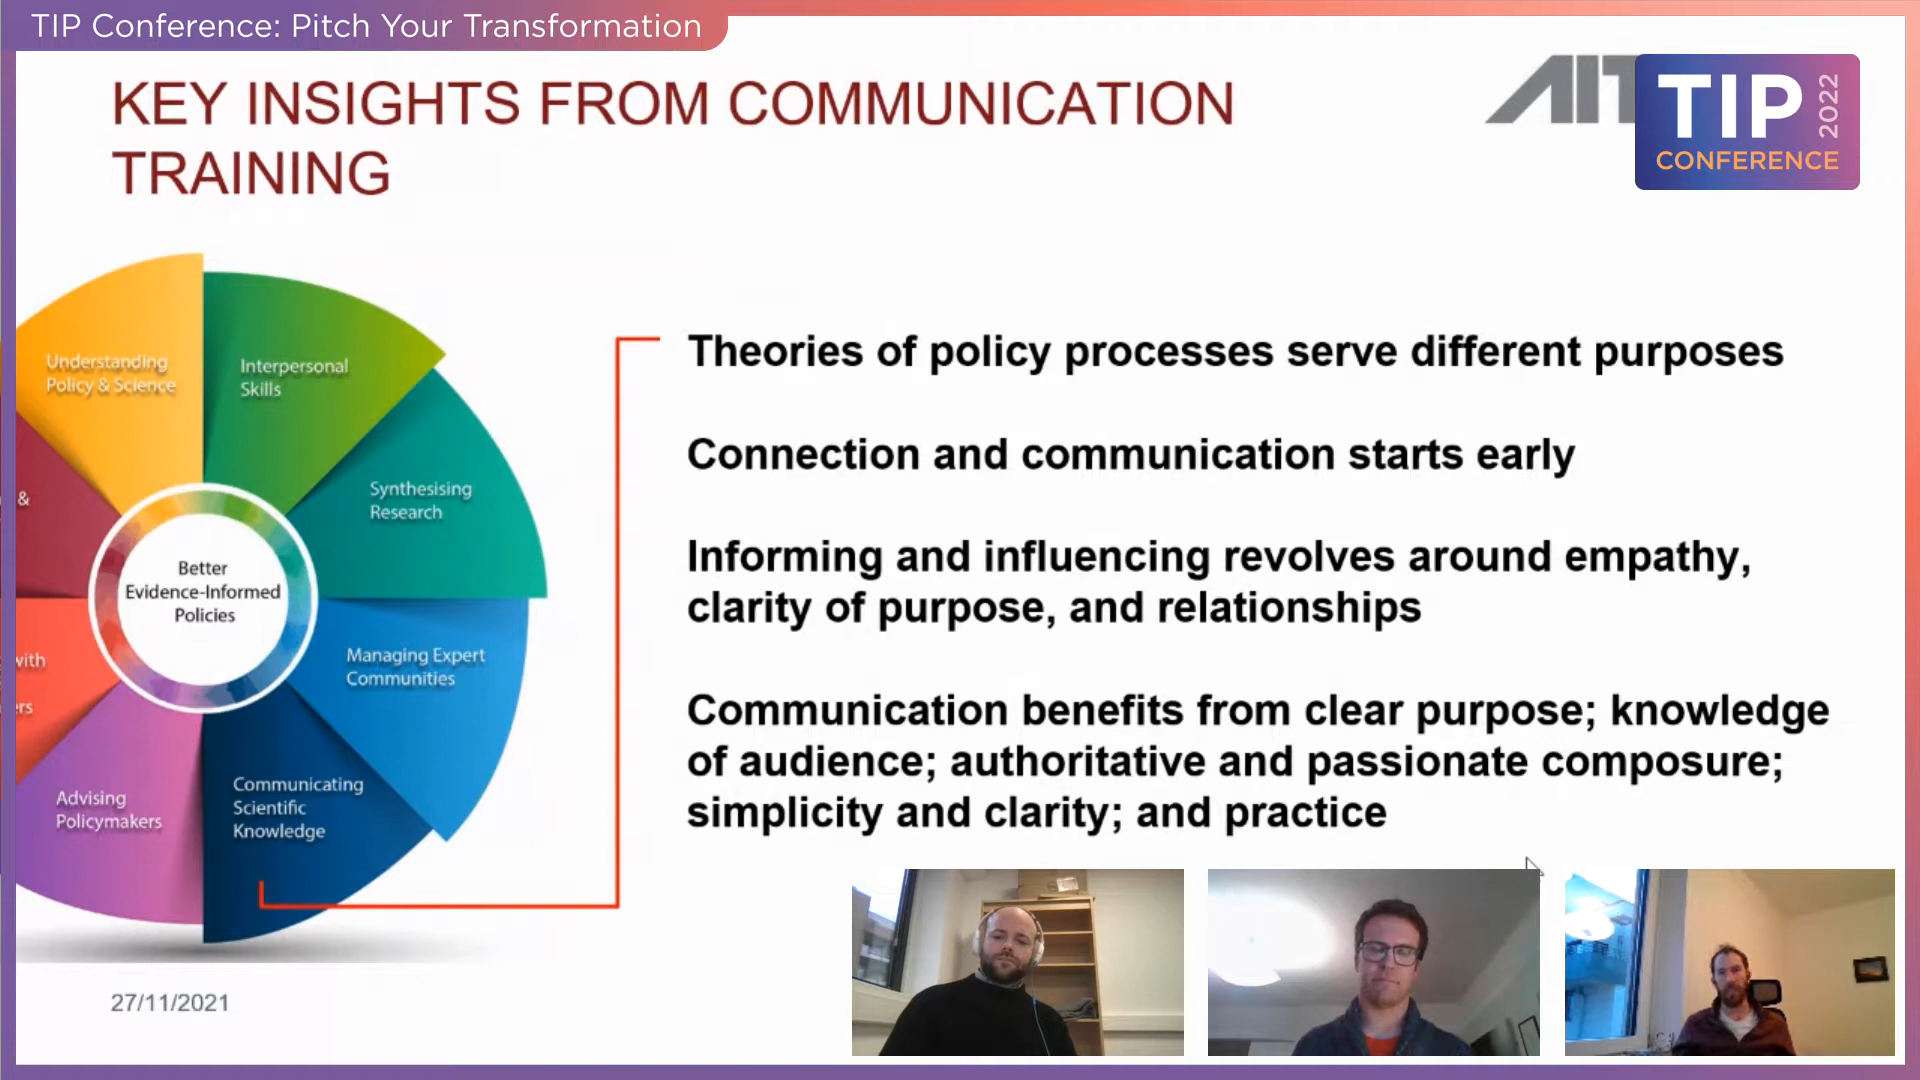 TIP Conference: Pitch Your Transformation
KEY INSIGHTS FROM COMMUNICATION
TRAINING
AIT
TIP 2022
CONFERENCE
Understanding
Policy & Science
Interpersonal
Skills
Synthesising
Research
&
Better
Evidence-Informed
Policies
with
ers
Managing Expert
Communities
Communicating
Scientific
Knowledge
Advising
Policymakers
Theories of policy processes serve different purposes
Connection and communication starts early
Informing and influencing revolves around empathy,
clarity of purpose, and relationships
Communication benefits from clear purpose; knowledge
of audience; authoritative and passionate composure;
simplicity and clarity; and practice
27/11/2021